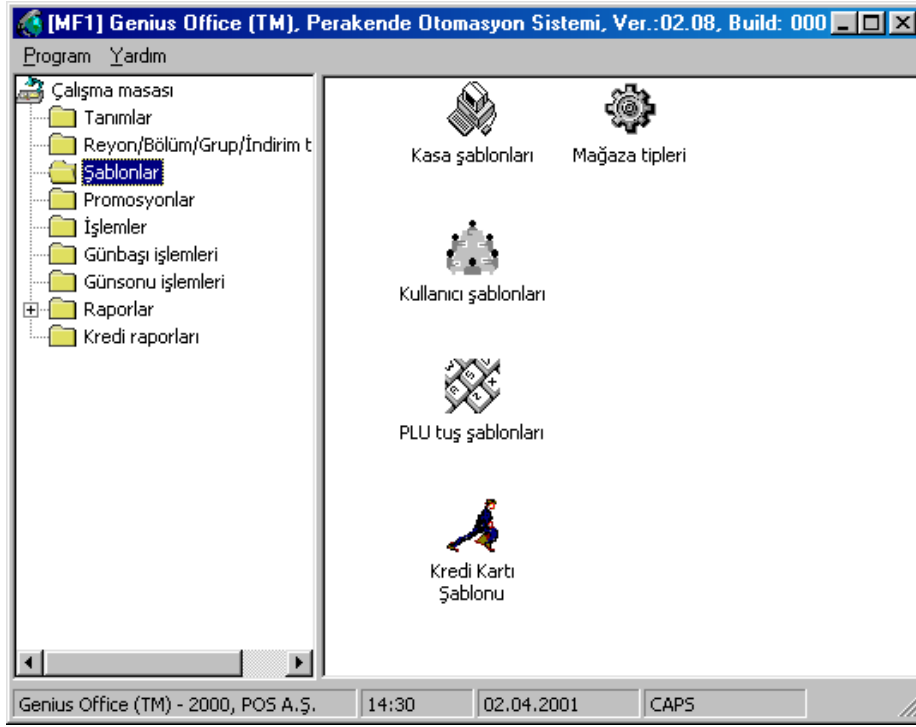 [MF1] Genius Office (TM), Perakende Otomasyon Sistemi, Ver.:02.08, Build: 000
Program Yardım
Çalışma masası
Tanımlar
Reyon/Bölüm/Grup/İndirim t
Şablonlar
Promosyonlar
İşlemler
Günbaşı işlemleri
Günsonu işlemleri
Raporlar
Kredi raporları
Kasa şablonları
Mağaza tipleri
Kullanıcı şablonları
PLU tuş şablonları
Kredi Kartı
Şablonu
Genius Office (TM) - 2000, POS A.Ş.
14:30
02.04.2001
CAPS